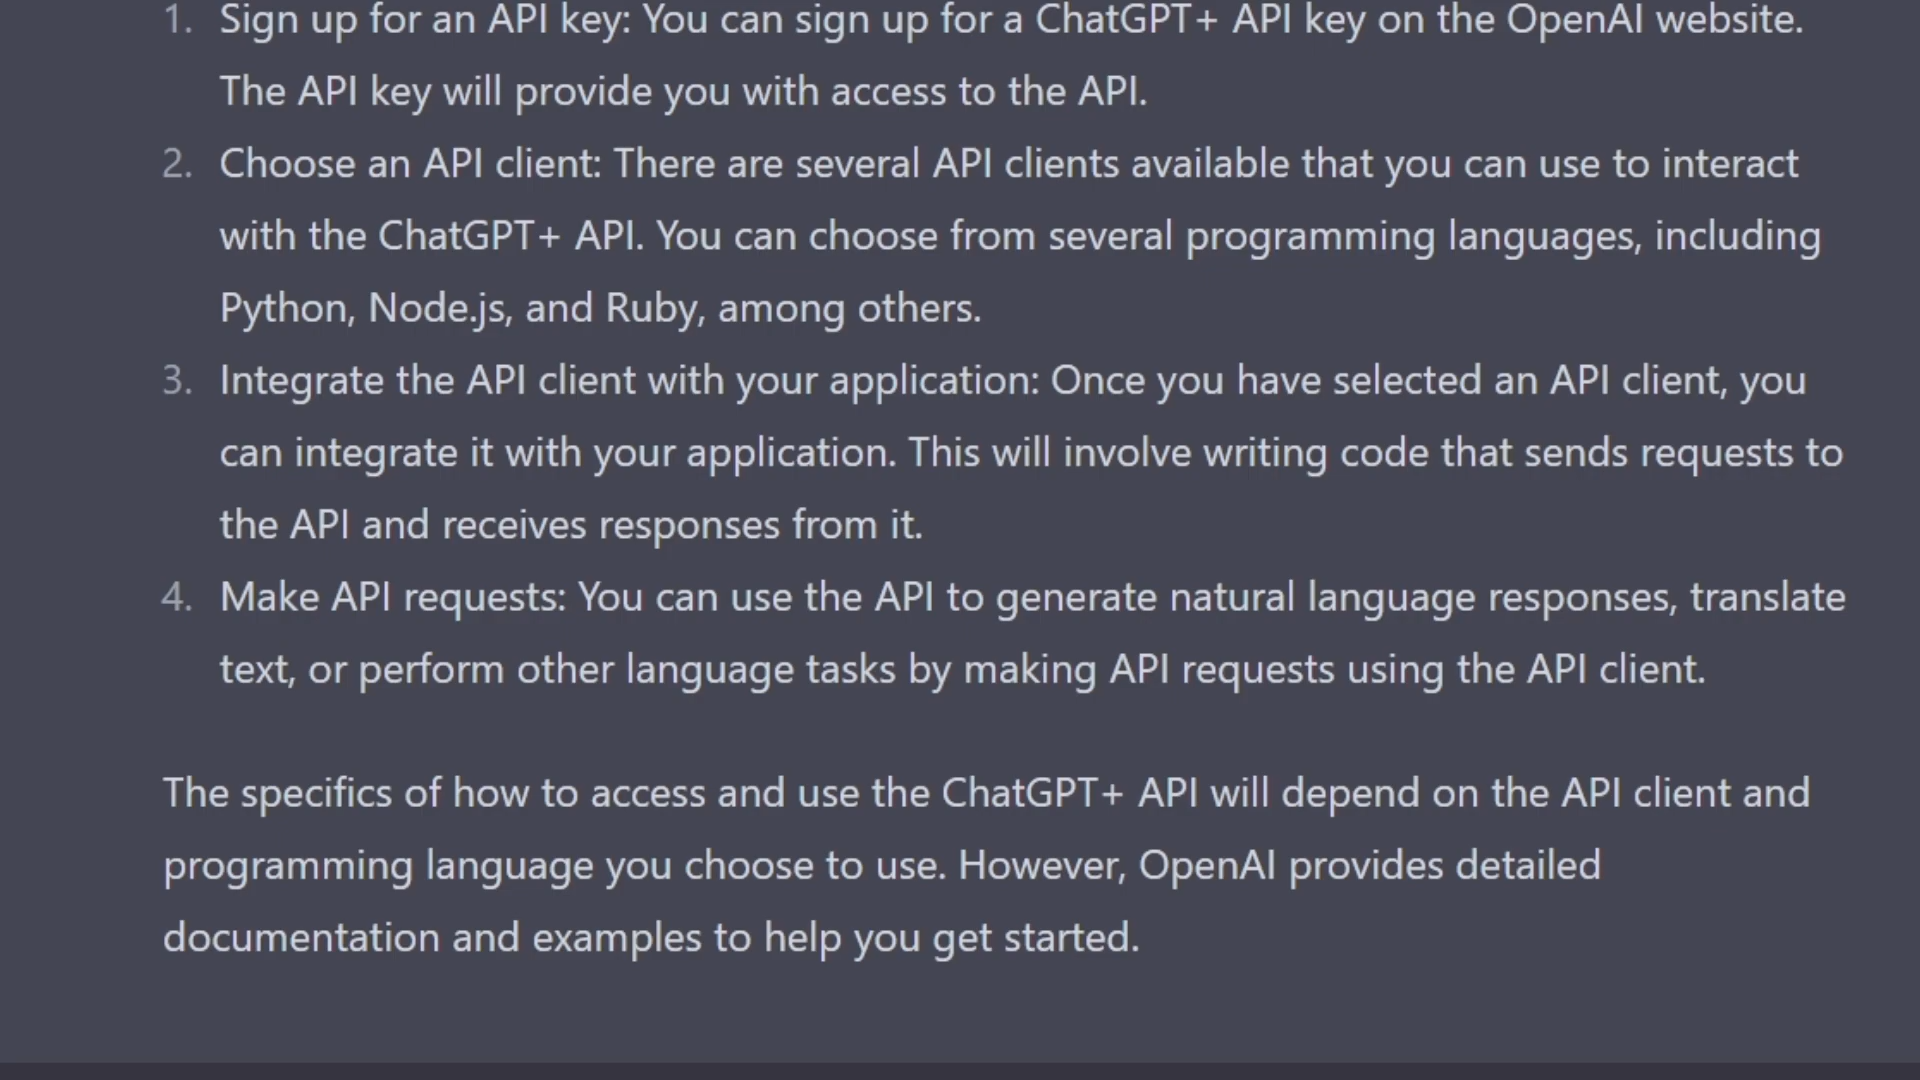 1. Sign up for an API key: You can sign up for a ChatGPT+ API key on the OpenAI website.
The API key will provide you with access to the API.
2. Choose an API client: There are several API clients available that you can use to interact
with the ChatGPT+ API. You can choose from several programming languages, including
Python, Node.js, and Ruby, among others.
3. Integrate the API client with your application: Once you have selected an API client, you
can integrate it with your application. This will involve writing code that sends requests to
the API and receives responses from it.
4. Make API requests: You can use the API to generate natural language responses, translate
text, or perform other language tasks by making API requests using the API client.
The specifics of how to access and use the ChatGPT+ API will depend on the API client and
programming language you choose to use. However, OpenAI provides detailed
documentation and examples to help you get started.